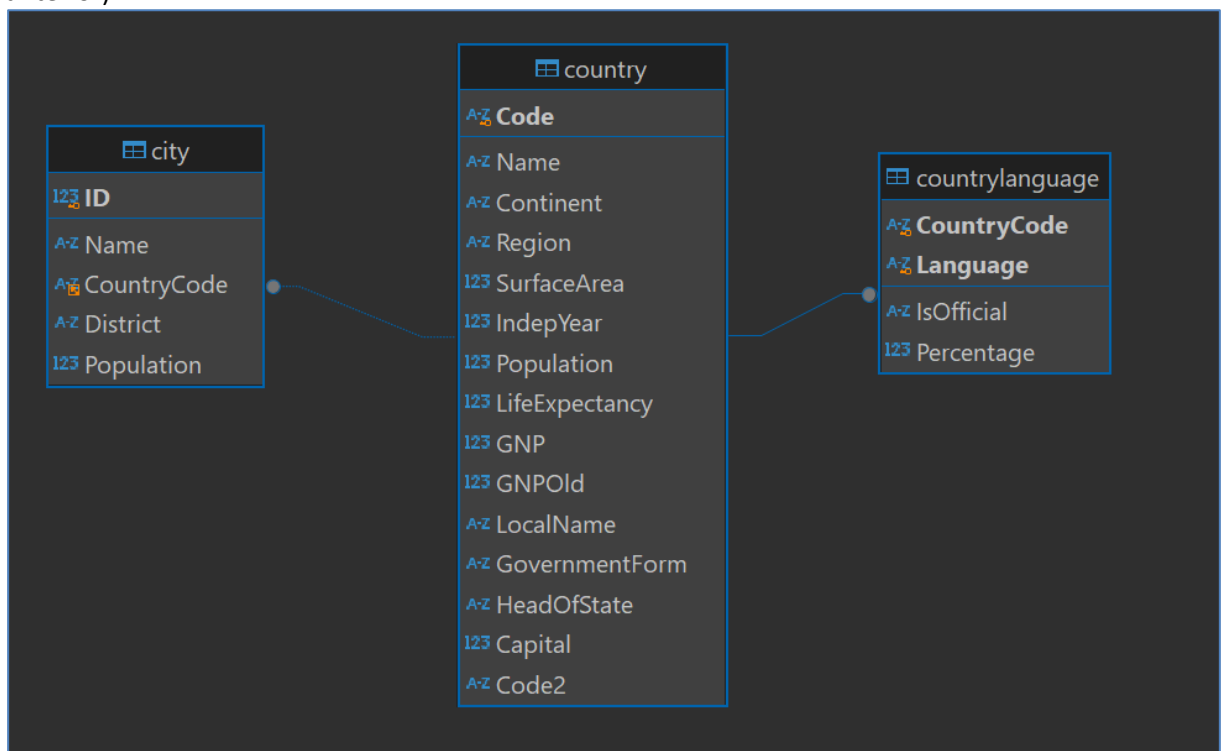 city
ID
Name
CountryCode
District
Population
country
Code
Name
Continent
Region
SurfaceArea
IndepYear
Population
LifeExpectancy
GNP
GNPOld
LocalName
GovernmentForm
HeadOfState
Capital
Code2
countrylanguage
CountryCode
Language
IsOfficial
Percentage